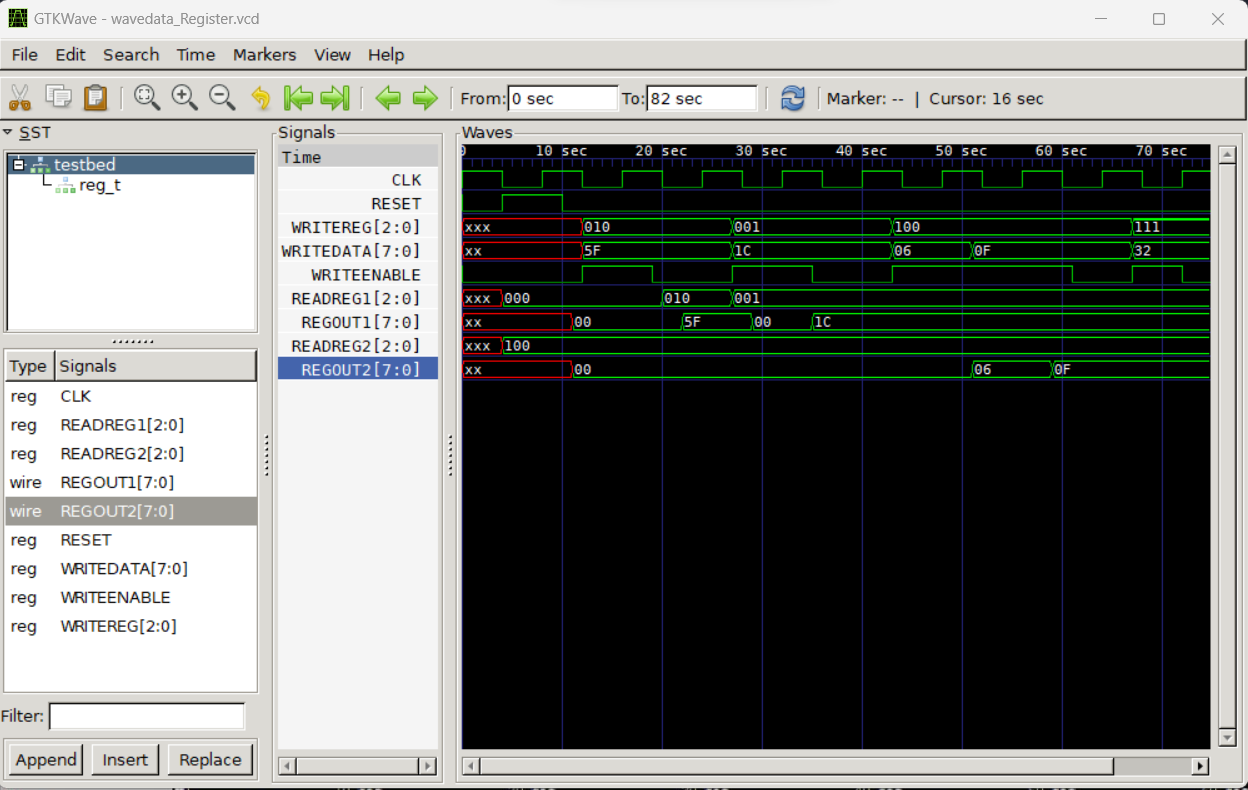 GTKWave - wavedata_Register.vcd
File Edit Search Time Markers View Help
From: 0 sec To: 82 sec Marker: -- | Cursor: 16 sec
SST
testbed
reg_t
Type Signals
reg CLK
reg READREG1[2:0]
reg READREG2[2:0]
wire REGOUT1[7:0]
wire REGOUT2[7:0]
reg RESET
reg WRITEDATA[7:0]
reg WRITEENABLE
reg WRITEREG[2:0]
Filter:
Append Insert Replace
Signals
Time
CLK
RESET
WRITEREG[2:0]
WRITEDATA[7:0]
WRITEENABLE
READREG1[2:0]
REGOUT1[7:0]
READREG2[2:0]
REGOUT2[7:0]
Waves
0 10 sec 20 sec 30 sec 40 sec 50 sec 60 sec 70 sec
xxx 010 001 100 111
xx 5F 1C 06 0F 32
xxx 000 010 001
xx 00 5F 00 1C
xxx 100
xx 00 06 0F